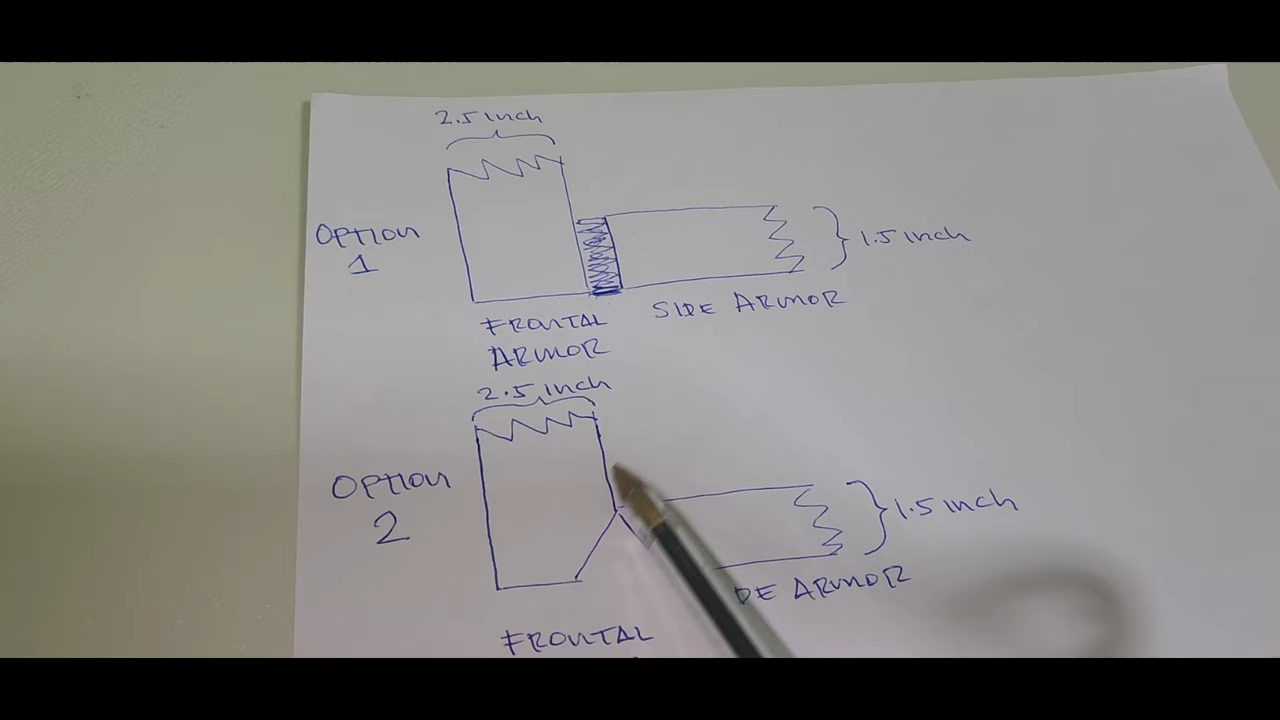 2.5 inch
OPTION
1
1.5 inch
FRONTAL
ARMOR
SIDE ARMOR
2.5 inch
OPTION
2
1.5 inch
DE ARMOR
FRONTAL